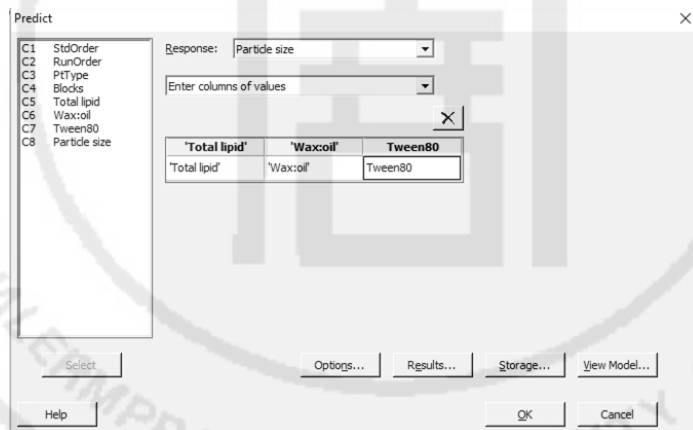 Predict
C1 StdOrder
C2 RunOrder
C3 PtType
C4 Blocks
C5 Total lipid
C6 Wax:oil
C7 Tween80
C8 Particle size
Response: Particle size
Enter columns of values
'Total lipid' 'Wax:oil' Tween80
'Total lipid' 'Wax:oil' Tween80
Select
Options... Results... Storage... View Model...
Help
OK Cancel